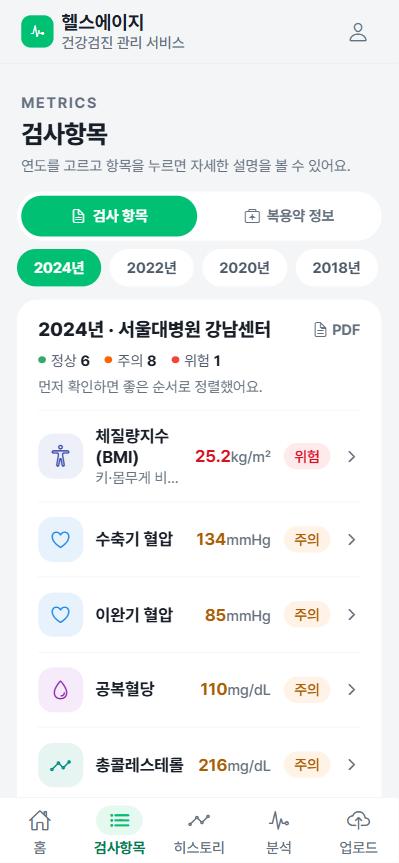 헬스에이지
건강검진 관리 서비스
METRICS
검사항목
연도를 고르고 항목을 누르면 자세한 설명을 볼 수 있어요.
검사 항목
복용약 정보
2024년
2022년
2020년
2018년
2024년 · 서울대병원 강남센터
PDF
정상 6
주의 8
위험 1
먼저 확인하면 좋은 순서로 정렬했어요.
체질량지수
(BMI)
키·몸무게 비...
25.2kg/m²
위험
수축기 혈압
134mmHg
주의
이완기 혈압
85mmHg
주의
공복혈당
110mg/dL
주의
총콜레스테롤
216mg/dL
주의
홈
검사항목
히스토리
분석
업로드